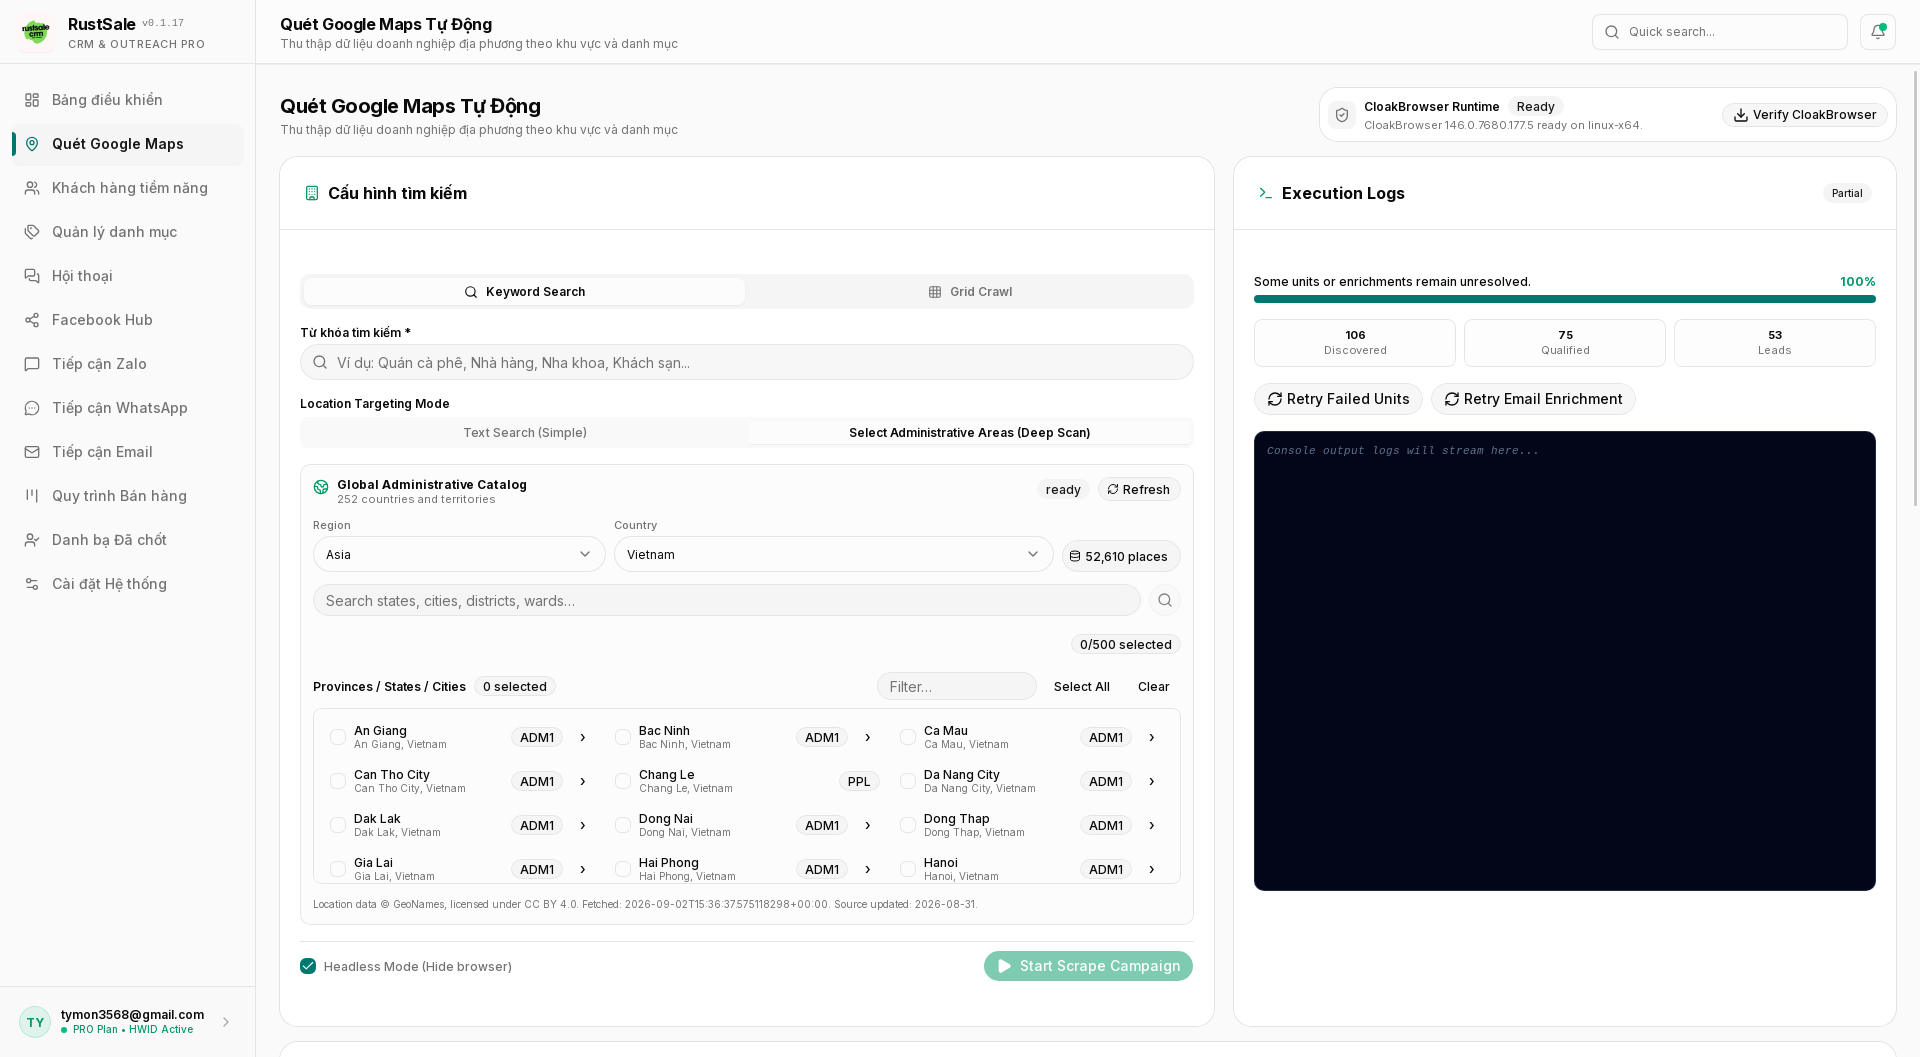 rustsale
crm
RustSale v0.1.17
CRM & OUTREACH PRO
Bảng điều khiển
Quét Google Maps
Khách hàng tiềm năng
Quản lý danh mục
Hội thoại
Facebook Hub
Tiếp cận Zalo
Tiếp cận WhatsApp
Tiếp cận Email
Quy trình Bán hàng
Danh bạ Đã chốt
Cài đặt Hệ thống
TY
tymon3568@gmail.com
PRO Plan • HWID Active
Quét Google Maps Tự Động
Thu thập dữ liệu doanh nghiệp địa phương theo khu vực và danh mục
Quick search...
Quét Google Maps Tự Động
Thu thập dữ liệu doanh nghiệp địa phương theo khu vực và danh mục
CloakBrowser Runtime Ready
CloakBrowser 146.0.7680.177.5 ready on linux-x64.
Verify CloakBrowser
Cấu hình tìm kiếm
Keyword Search
Grid Crawl
Từ khóa tìm kiếm *
Ví dụ: Quán cà phê, Nhà hàng, Nha khoa, Khách sạn...
Location Targeting Mode
Text Search (Simple)
Select Administrative Areas (Deep Scan)
Global Administrative Catalog
252 countries and territories
ready
Refresh
Region
Country
Asia
Vietnam
52,610 places
Search states, cities, districts, wards…
0/500 selected
Provinces / States / Cities 0 selected
Filter…
Select All
Clear
An Giang
An Giang, Vietnam
ADM1
Bac Ninh
Bac Ninh, Vietnam
ADM1
Ca Mau
Ca Mau, Vietnam
ADM1
Can Tho City
Can Tho City, Vietnam
ADM1
Chang Le
Chang Le, Vietnam
PPL
Da Nang City
Da Nang City, Vietnam
ADM1
Dak Lak
Dak Lak, Vietnam
ADM1
Dong Nai
Dong Nai, Vietnam
ADM1
Dong Thap
Dong Thap, Vietnam
ADM1
Gia Lai
Gia Lai, Vietnam
ADM1
Hai Phong
Hai Phong, Vietnam
ADM1
Hanoi
Hanoi, Vietnam
ADM1
Location data © GeoNames, licensed under CC BY 4.0. Fetched: 2026-09-02T15:36:37.575118298+00:00. Source updated: 2026-08-31.
Headless Mode (Hide browser)
Start Scrape Campaign
Execution Logs
Partial
Some units or enrichments remain unresolved.
100%
106
Discovered
75
Qualified
53
Leads
Retry Failed Units
Retry Email Enrichment
Console output logs will stream here...